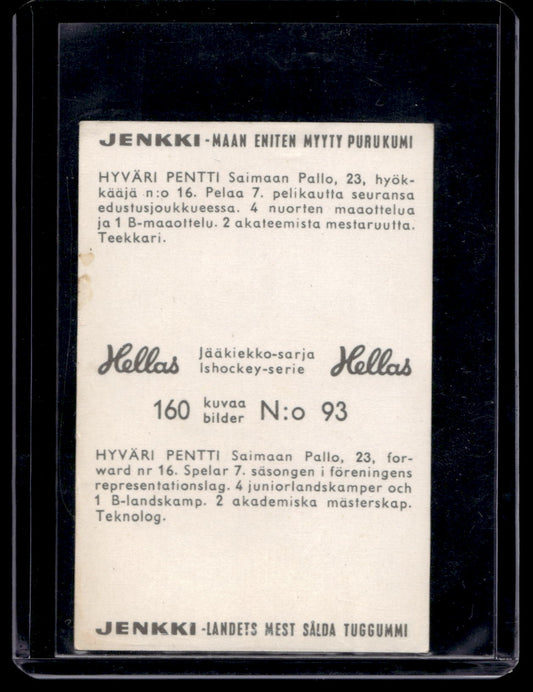 JENKKI - MAAN ENITEN MYYTY PURUKUMI
HYVÄRI PENTTI Saimaan Pallo, 23, hyök-
kääjä n:o 16. Pelaa 7. pelikautta seuransa
edustusjoukkueessa. 4 nuorten maaottelua
ja 1 B-maaottelu. 2 akateemista mestaruutta.
Teekkari.
Hellas Jääkiekko-sarja Hellas
Ishockey-serie
160 kuvaa N:o 93
bilder
HYVÄRI PENTTI Saimaan Pallo, 23, for-
ward nr 16. Spelar 7. säsongen i föreningens
representationslag. 4 juniorlandskamper och
1 B-landskamp. 2 akademiska mästerskap.
Teknolog.
JENKKI - LANDETS MEST SÅLDA TUGGUMMI